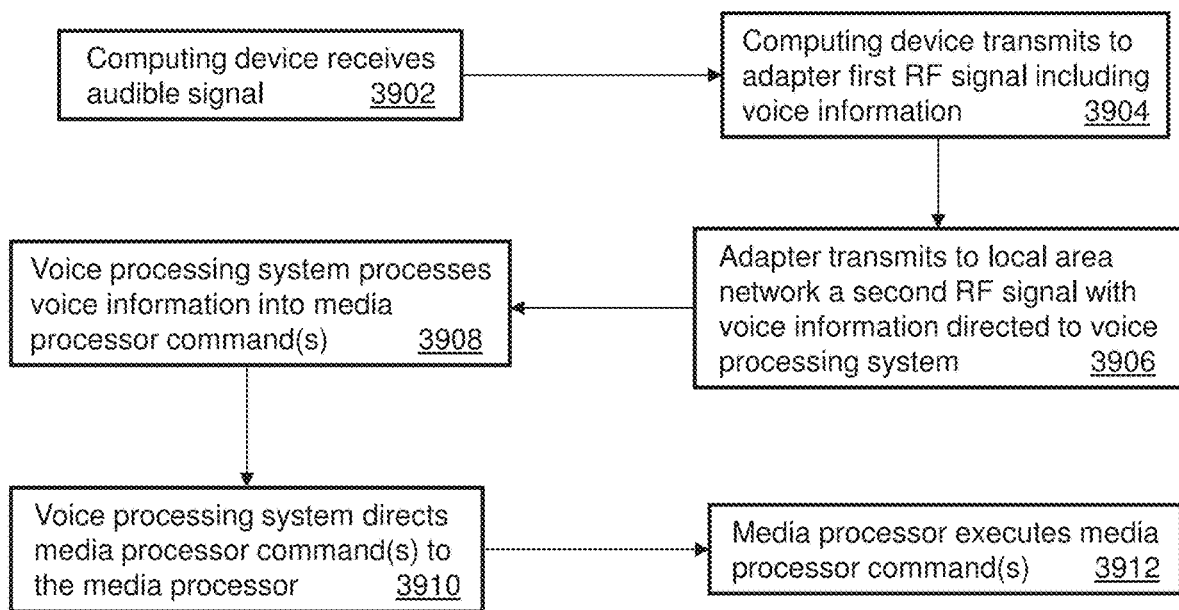 Computing device receives
audible signal 3902
Computing device transmits to
adapter first RF signal including
voice information 3904
Adapter transmits to local area
network a second RF signal with
voice information directed to voice
processing system 3906
Voice processing system processes
voice information into media
processor command(s) 3908
Voice processing system directs
media processor command(s) to
the media processor 3910
Media processor executes media
processor command(s) 3912